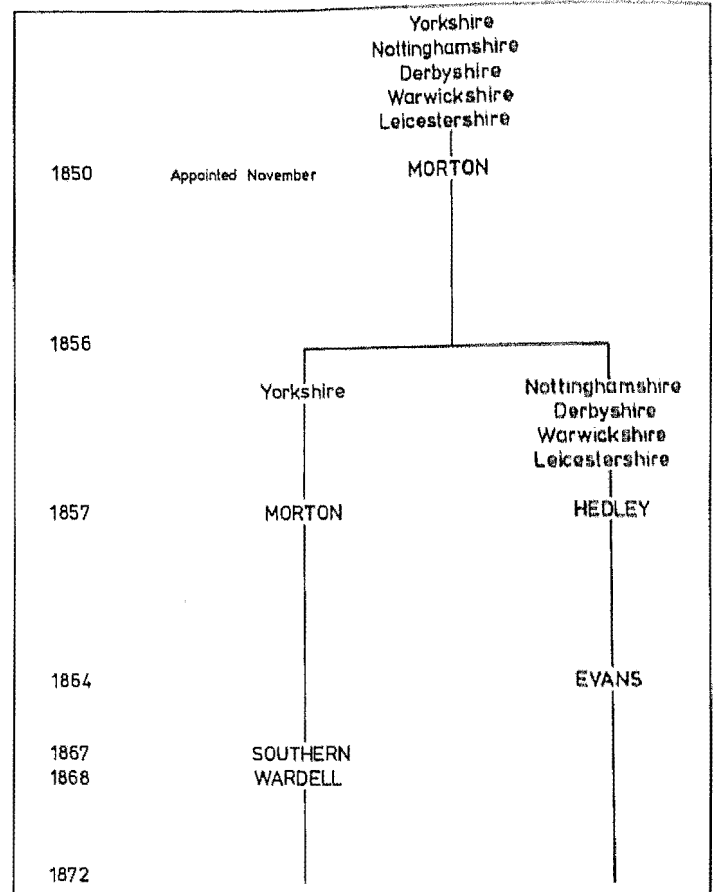 Yorkshire
Nottinghamshire
Derbyshire
Warwickshire
Leicestershire
1850 Appointed November MORTON
1856
Yorkshire Nottinghamshire
Derbyshire
Warwickshire
Leicestershire
1857 MORTON HEDLEY
1864 EVANS
1867 SOUTHERN
1868 WARDELL
1872